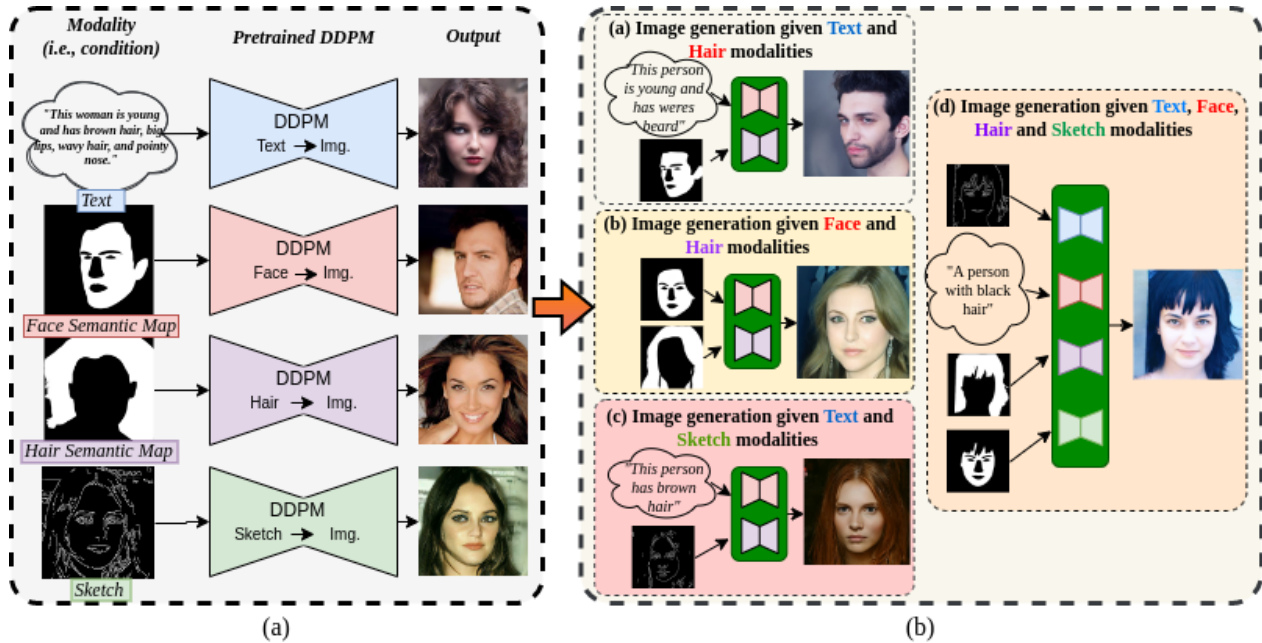 Modality
(i.e., condition)
Pretrained DDPM
Output
"This woman is young
and has brown hair, big
lips, wavy hair, and pointy
nose."
Text
DDPM
Text → Img.
Face Semantic Map
DDPM
Face → Img.
Hair Semantic Map
DDPM
Hair → Img.
Sketch
DDPM
Sketch → Img.
(a)
(a) Image generation given Text and
Hair modalities
"This person
is young and
has weres
beard"
(b) Image generation given Face and
Hair modalities
(c) Image generation given Text and
Sketch modalities
"This person
has brown
hair"
(d) Image generation given Text, Face,
Hair and Sketch modalities
"A person
with black
hair"
(b)